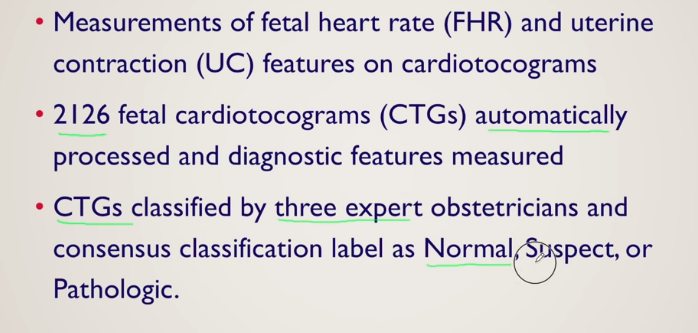 • Measurements of fetal heart rate (FHR) and uterine
contraction (UC) features on cardiotocograms
• 2126 fetal cardiotocograms (CTGs) automatically
processed and diagnostic features measured
• CTGs classified by three expert obstetricians and
consensus classification label as Normal, Suspect, or
Pathologic.